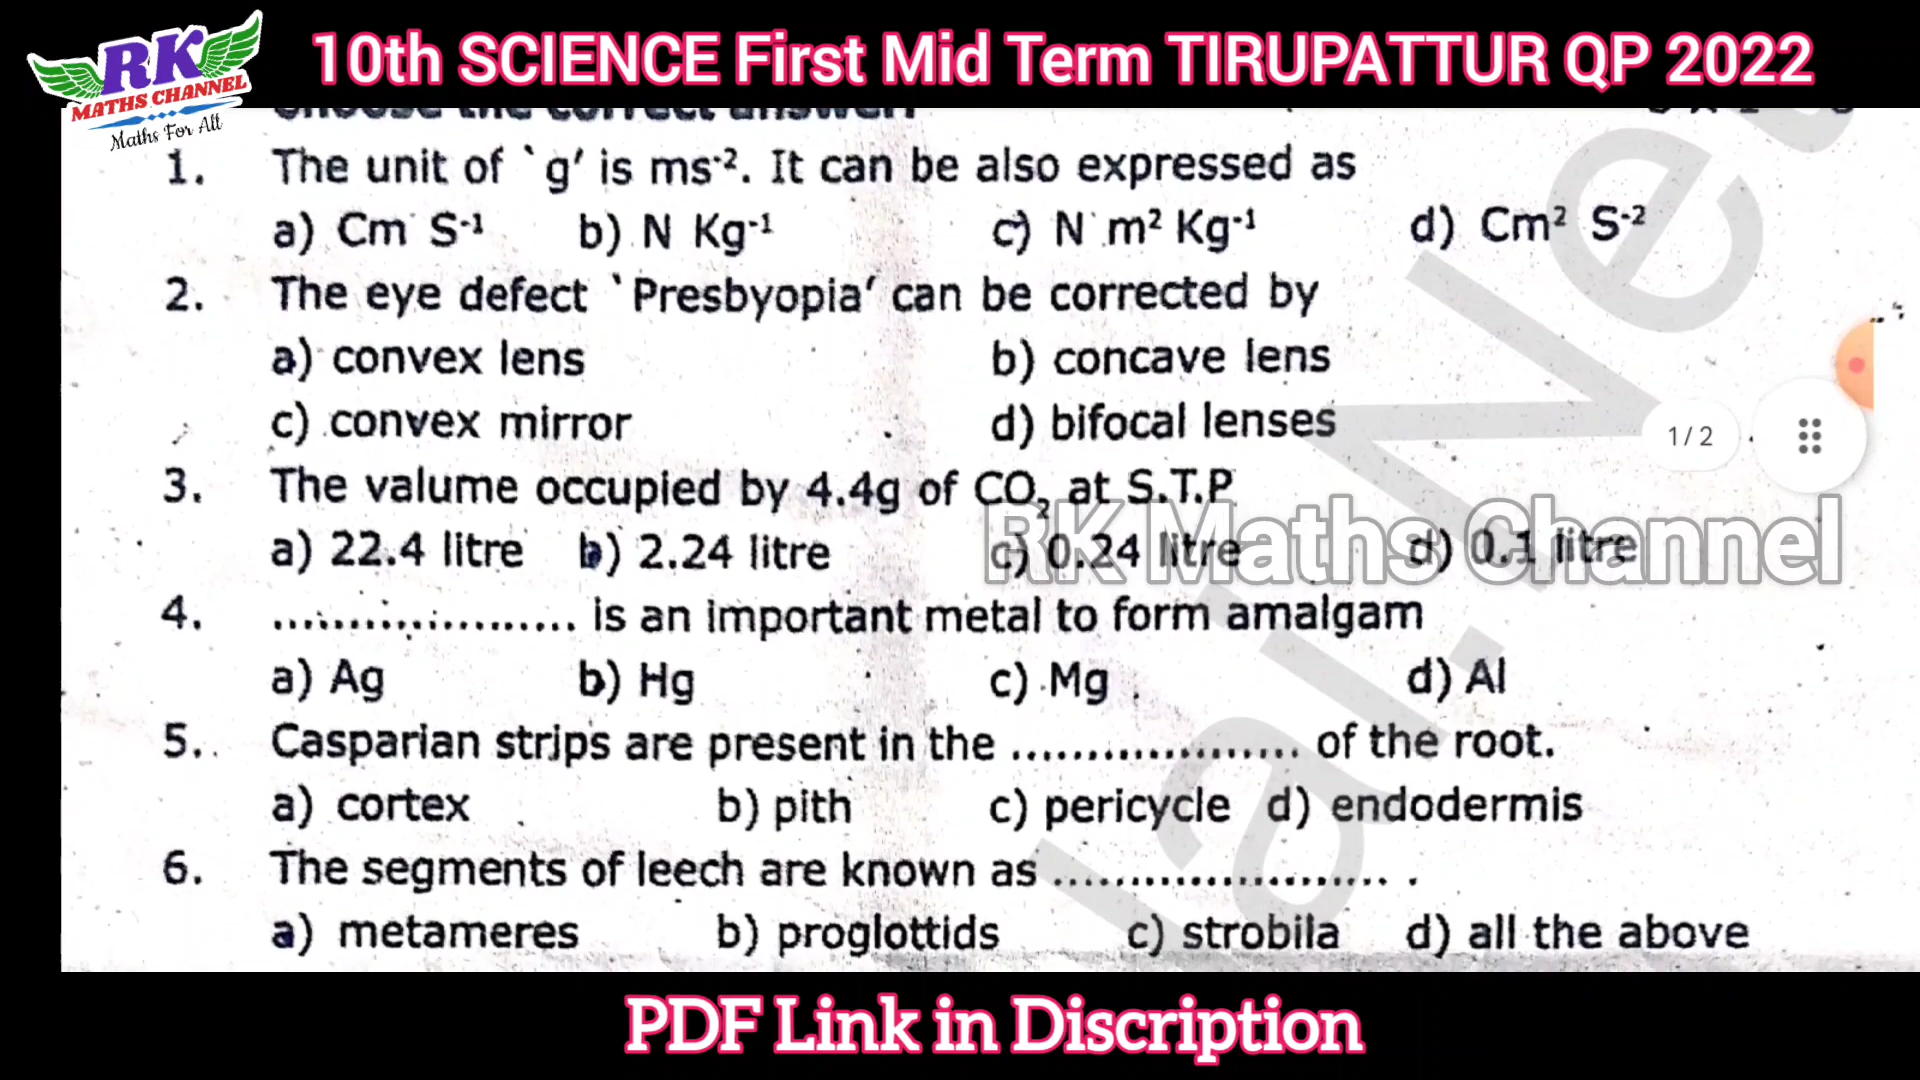 RK
MATHS CHANNEL
Maths For All
10th SCIENCE First Mid Term TIRUPATTUR QP 2022
Choose the correct answer.
1. The unit of `g' is ms⁻². It can be also expressed as
a) Cm S⁻¹ b) N Kg⁻¹ c) N m² Kg⁻¹ d) Cm² S⁻²
2. The eye defect `Presbyopia' can be corrected by
a) convex lens b) concave lens
c) convex mirror d) bifocal lenses
1/2
3. The valume occupied by 4.4g of CO₂ at S.T.P
RK Maths Channel
a) 22.4 litre b) 2.24 litre c) 0.24 litre d) 0.1 litre
4. .................... is an important metal to form amalgam
a) Ag b) Hg c) Mg d) Al
5. Casparian strips are present in the ................... of the root.
a) cortex b) pith c) pericycle d) endodermis
6. The segments of leech are known as ...................... .
a) metameres b) proglottids c) strobila d) all the above
PDF Link in Discription